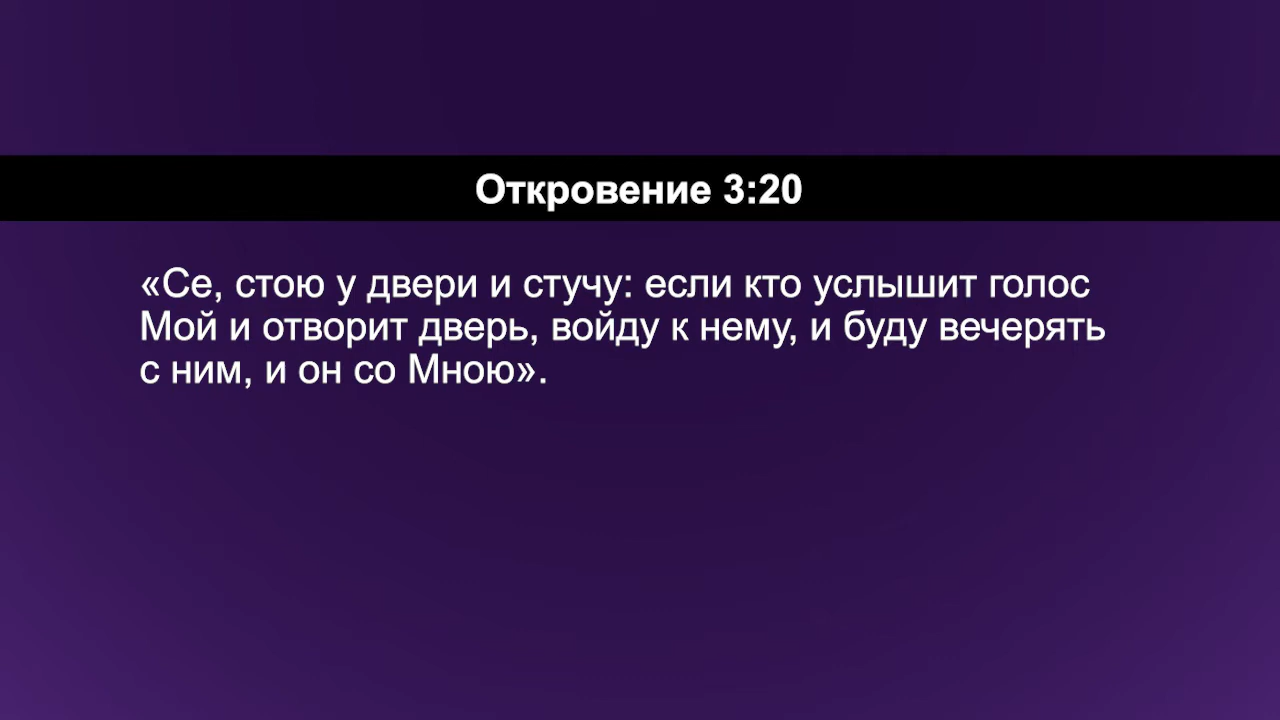 Откровение 3:20
«Се, стою у двери и стучу: если кто услышит голос
Мой и отворит дверь, войду к нему, и буду вечерять
с ним, и он со Мною».